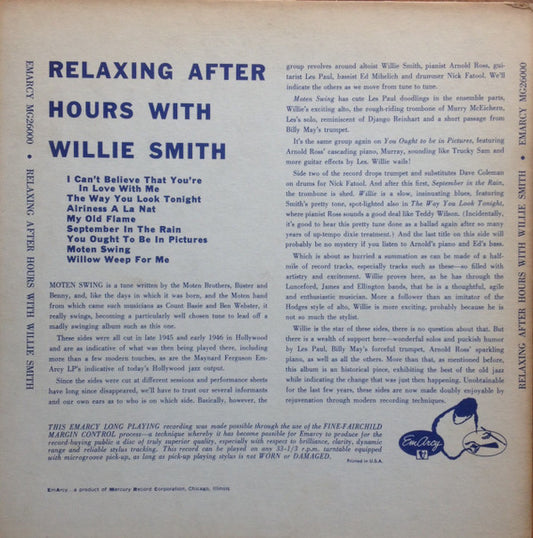 RELAXING AFTER
HOURS WITH
WILLIE SMITH
I Can't Believe That You're
In Love With Me
The Way You Look Tonight
Airiness A La Nat
My Old Flame
September In The Rain
You Ought To Be In Pictures
Moten Swing
Willow Weep For Me
MOTEN SWING is a tune written by the Moten Brothers, Buster and
Benny, and, like the days in which it was born, and the Moten band
from which came such musicians as Count Basie and Ben Webster, it
really swings, becoming a particularly well chosen tune to lead off a
madly swinging album such as this one.
Three sides were all cut in late 1945 and early 1946 in Hollywood
and are as indicative of what was then being played there, including
more than a few modern touches, as are the Maynard Ferguson Em-
Arcy LP's indicative of today's Hollywood jazz output.
Since the sides were cut at different sessions and performance sheets
have long since disappeared, we'll have to trust our several informants
and our own ears as to who is on which side. Basically, however, the
group revolves around altoist Willie Smith, pianist Arnold Ross, gui-
tarist Les Paul, bassist Ed Mihelich and drummer Nick Fatool. We'll
indicate the others as we move from tune to tune.
Moten Swing has cute Les Paul doodlings in the ensemble parts,
Willie's exciting alto, the rough-riding trombone of Murry McEichern,
Les's solo, reminiscent of Django Reinhart and a short passage from
Billy May's trumpet.
It's the same group again on You Ought to be in Pictures, featuring
Arnold Ross' cascading piano, Murray, sounding like Trucky Sam and
more guitar effects by Les. Willie wails!
Side two of the record drops trumpet and substitutes Dave Coleman
on drums for Nick Fatool. And after this first, September in the Rain,
the trombone is shed. Willie is a slow, insinuating blues, featuring
Smith's pretty tone, spot-lighted also in The Way You Look Tonight,
where pianist Ross sounds a good deal like Teddy Wilson. (Incidentally,
it's good to hear this pretty tune done as a ballad again after so many
years of up-tempo dixie treatment.) And the last title on this side will
probably be no mystery if you listen to Arnold's piano and Ed's bass.
Which is about as hurried a summation as can be made of a half-
mile of record tracks, especially tracks such as these—so filled with
artistry and excitement. Willie proves here, as he has through the
Lunceford, James and Ellington bands, that he is a thoughtful, agile
and enthusiastic musician. More a follower than an imitator of the
Hodges style of alto, Willie is more exciting, probably because he is
not so much the stylist.
Willie is the star of these sides, there is no question about that. But
there is a wealth of support here—wonderful solos and puckish humor
by Les Paul, Billy May's forceful trumpet, Arnold Ross' sparkling
piano, as well as all the others. More than that, as mentioned before,
this album is an historical piece, exhibiting the best of the old jazz
while indicating the change that was just then happening. Unobtainable
for the last few years, these sides are now made doubly enjoyable by
rejuvenation through modern recording techniques.
THIS EMARCY LONG PLAYING recording was made possible through the use of the FINE-FAIRCHILD
MARGIN CONTROL process—a technique whereby it has become possible for Emarcy to produce for the
record-buying public a disc of truly superior quality, especially with respect to brilliance, clarity, dynamic
range and reliable stylus tracking. This record can be played on any 33-1/3 r.p.m. turntable equipped
with microgroove pick-up, as long as pick-up playing stylus is not WORN or DAMAGED.
Printed in U.S.A.
EmArcy
EmArcy...a product of Mercury Record Corporation, Chicago, Illinois
EMARCY MG26000 • RELAXING AFTER HOURS WITH WILLIE SMITH
RELAXING AFTER HOURS WITH WILLIE SMITH • EMARCY MG26000